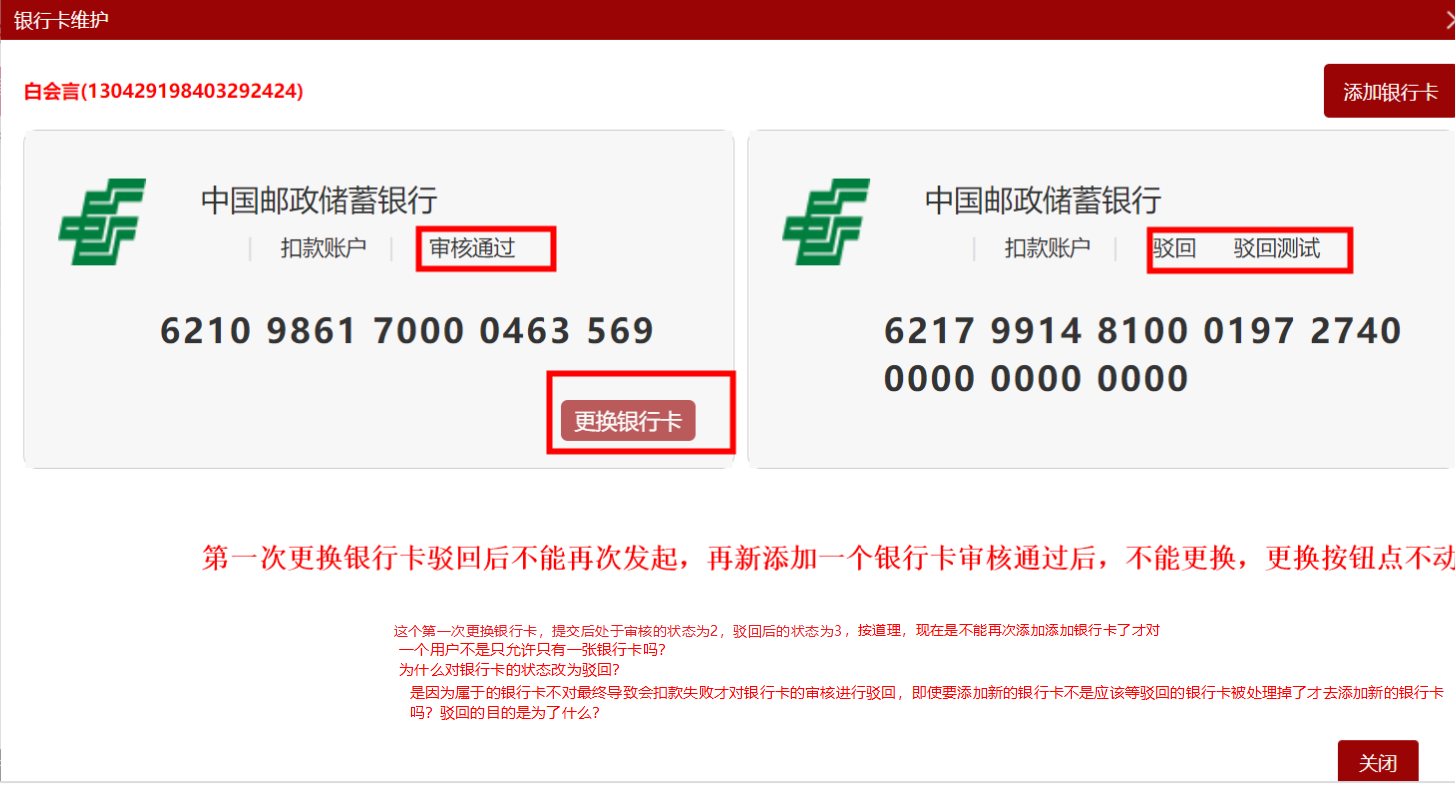 银行卡维护
白会言(130429198403292424)
添加银行卡
中国邮政储蓄银行
扣款账户
审核通过
6210 9861 7000 0463 569
更换银行卡
中国邮政储蓄银行
扣款账户
驳回 驳回测试
6217 9914 8100 0197 2740
0000 0000 0000
第一次更换银行卡驳回后不能再次发起，再新添加一个银行卡审核通过后，不能更换，更换按钮点不动
这个第一次更换银行卡，提交后处于审核的状态为2，驳回后的状态为3，按道理，现在是不能再次添加添加银行卡了才对
一个用户不是只允许只有一张银行卡吗？
为什么对银行卡的状态改为驳回？
是因为属于的银行卡不对最终导致会扣款失败才对银行卡的审核进行驳回，即使要添加新的银行卡不是应该等驳回的银行卡被处理掉了才去添加新的银行卡
吗？驳回的目的是为了什么？
关闭